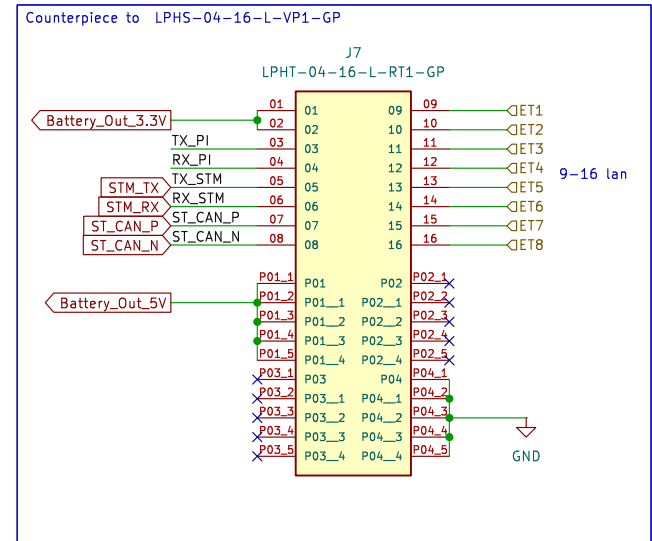 Counterpiece to LPHS-04-16-L-VP1-GP
J7
LPHT-04-16-L-RT1-GP
Battery_Out_3.3V 01 01 09 09 ET1
02 02 10 10 ET2
TX_PI 03 03 11 11 ET3
RX_PI 04 04 12 12 ET4
STM_TX TX_STM 05 05 13 13 ET5
9-16 lan
STM_RX RX_STM 06 06 14 14 ET6
ST_CAN_P ST_CAN_P 07 07 15 15 ET7
ST_CAN_N ST_CAN_N 08 08 16 16 ET8
P01_1 P01 P02 P02_1
Battery_Out_5V P01_2 P01__1 P02__1 P02_2
P01_3 P01__2 P02__2 P02_3
P01_4 P01__3 P02__3 P02_4
P01_5 P01__4 P02__4 P02_5
P03_1 P03 P04 P04_1
P03_2 P03__1 P04__1 P04_2
P03_3 P03__2 P04__2 P04_3
P03_4 P03__3 P04__3 P04_4
P03_5 P03__4 P04__4 P04_5
GND